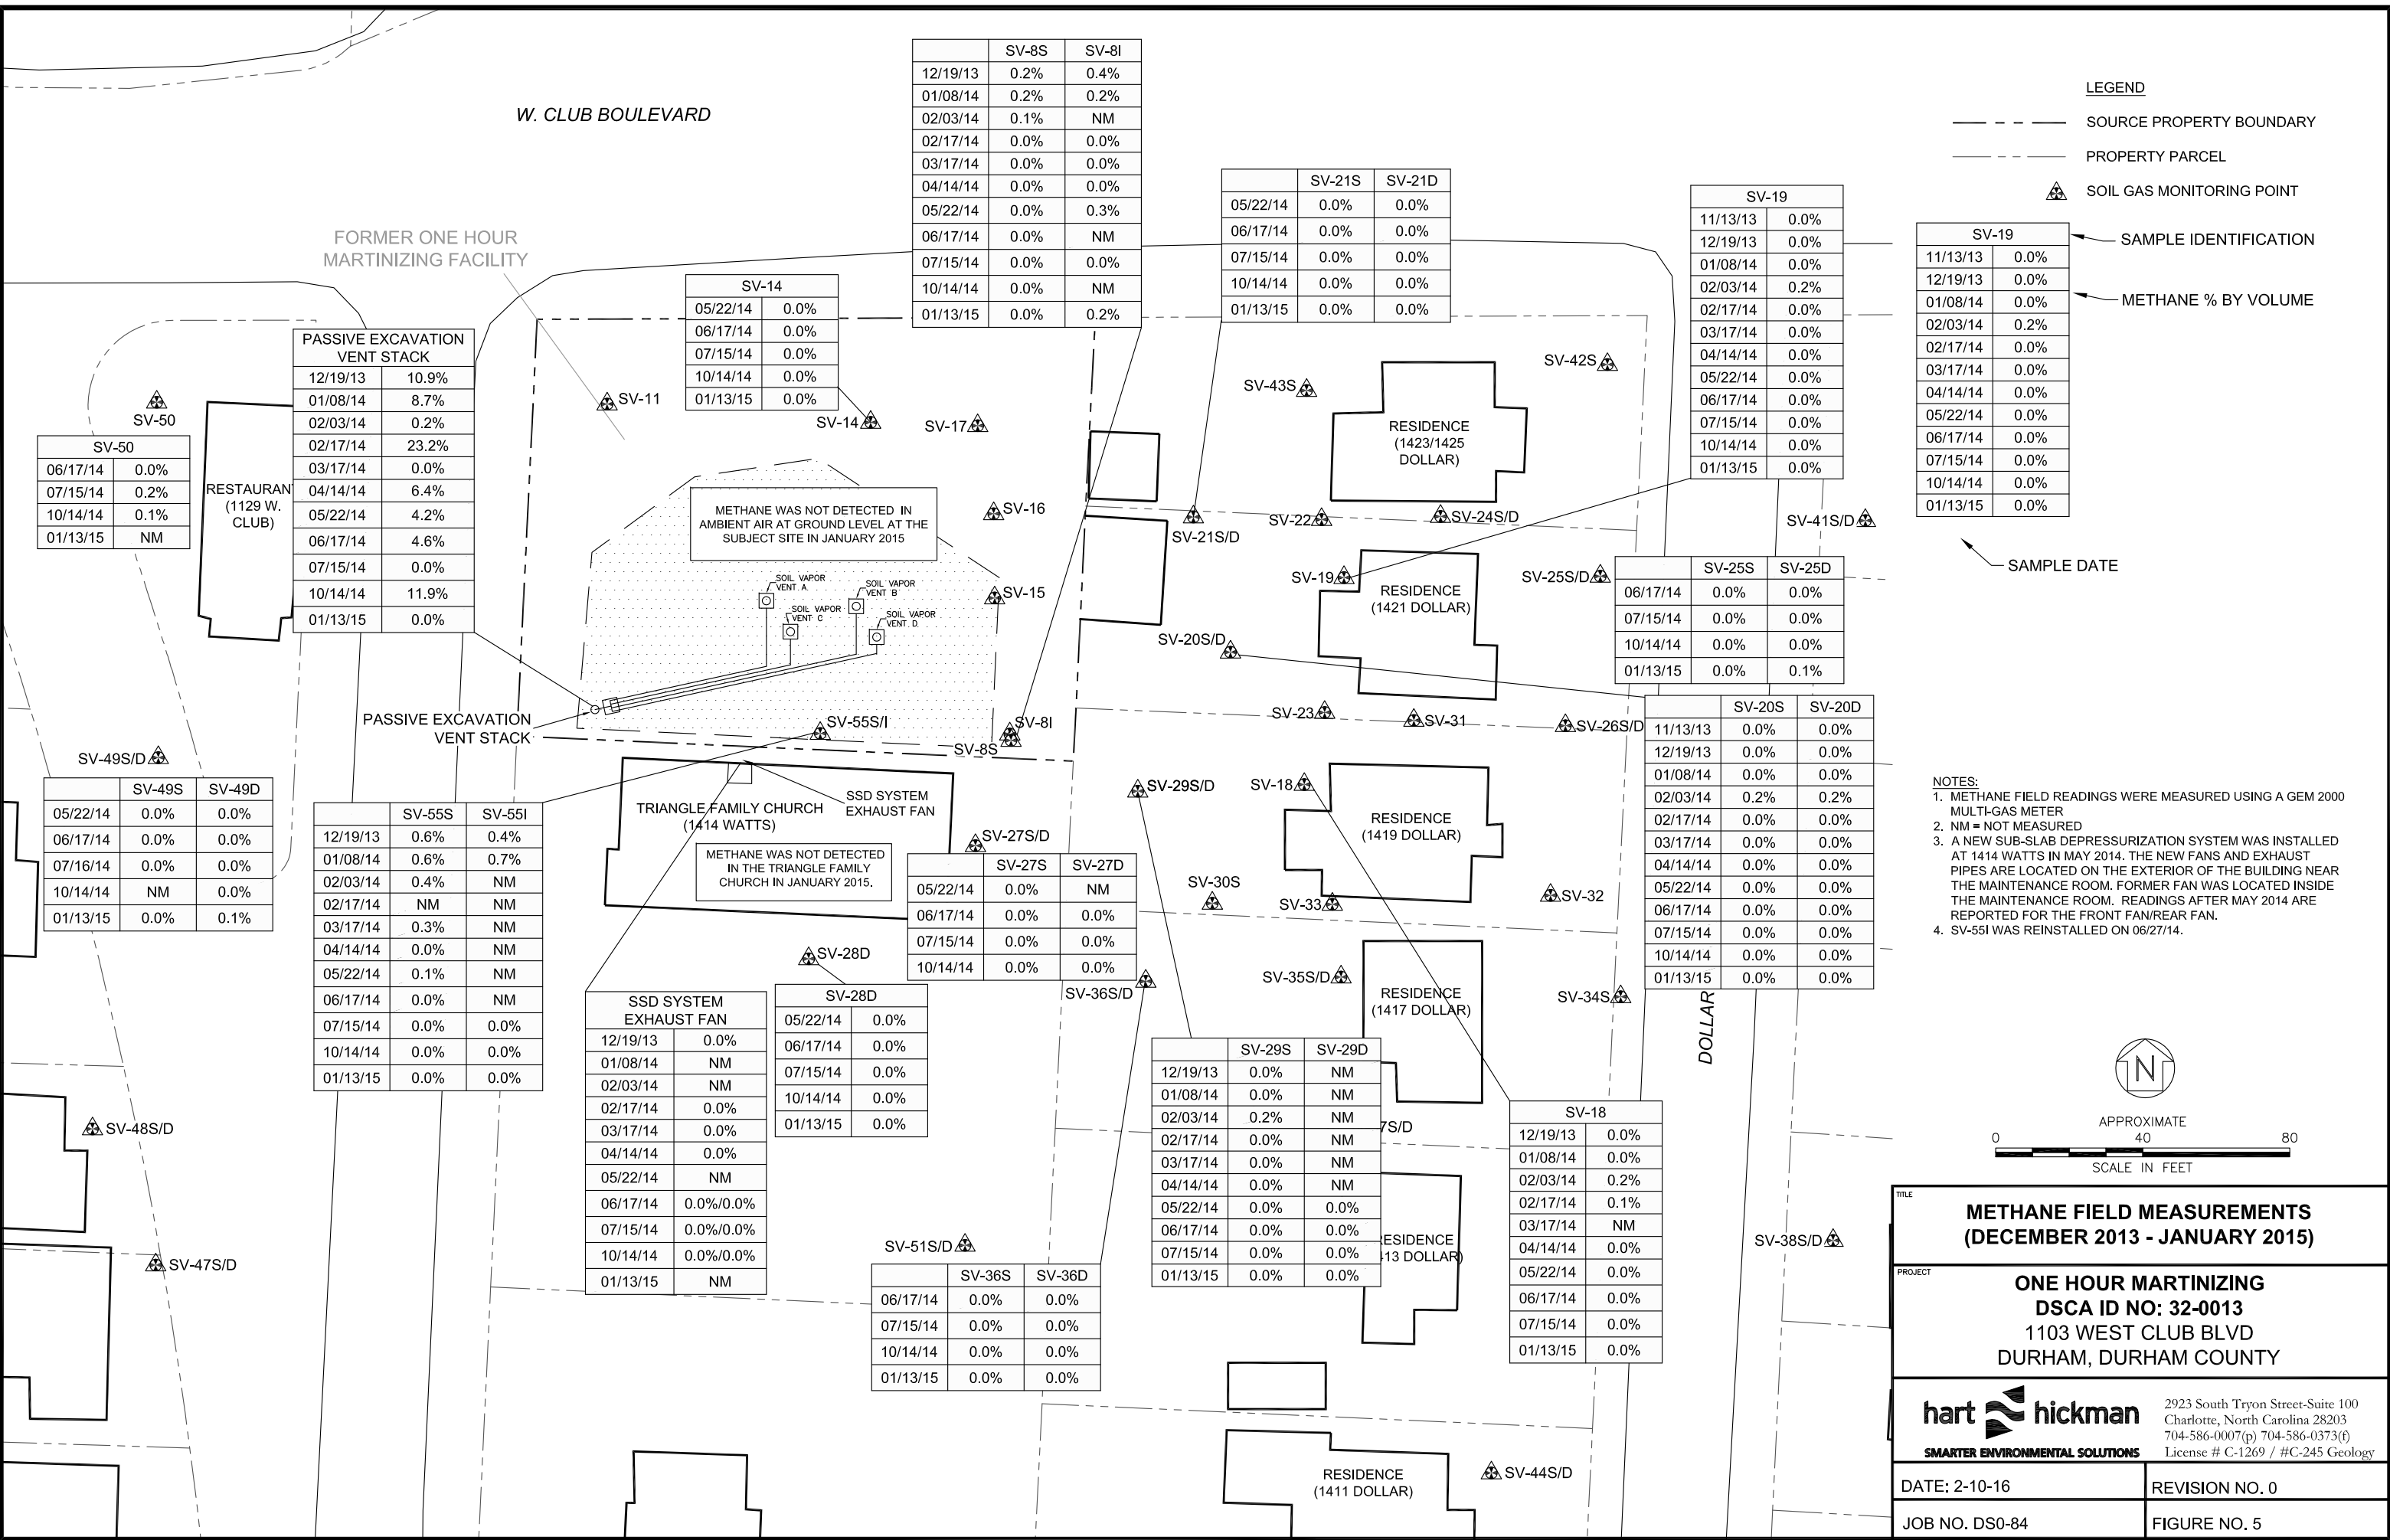 W. CLUB BOULEVARD
FORMER ONE HOUR
MARTINIZING FACILITY
SV-8S SV-8I
12/19/13 0.2% 0.4%
01/08/14 0.2% 0.2%
02/03/14 0.1% NM
02/17/14 0.0% 0.0%
03/17/14 0.0% 0.0%
04/14/14 0.0% 0.0%
05/22/14 0.0% 0.3%
06/17/14 0.0% NM
07/15/14 0.0% 0.0%
10/14/14 0.0% NM
01/13/15 0.0% 0.2%
SV-21S SV-21D
05/22/14 0.0% 0.0%
06/17/14 0.0% 0.0%
07/15/14 0.0% 0.0%
10/14/14 0.0% 0.0%
01/13/15 0.0% 0.0%
SV-19
11/13/13 0.0%
12/19/13 0.0%
01/08/14 0.0%
02/03/14 0.2%
02/17/14 0.0%
03/17/14 0.0%
04/14/14 0.0%
05/22/14 0.0%
06/17/14 0.0%
07/15/14 0.0%
10/14/14 0.0%
01/13/15 0.0%
LEGEND
SOURCE PROPERTY BOUNDARY
PROPERTY PARCEL
SOIL GAS MONITORING POINT
SV-19
11/13/13 0.0%
12/19/13 0.0%
01/08/14 0.0%
02/03/14 0.2%
02/17/14 0.0%
03/17/14 0.0%
04/14/14 0.0%
05/22/14 0.0%
06/17/14 0.0%
07/15/14 0.0%
10/14/14 0.0%
01/13/15 0.0%
SAMPLE IDENTIFICATION
METHANE % BY VOLUME
SAMPLE DATE
SV-14
05/22/14 0.0%
06/17/14 0.0%
07/15/14 0.0%
10/14/14 0.0%
01/13/15 0.0%
PASSIVE EXCAVATION
VENT STACK
12/19/13 10.9%
01/08/14 8.7%
02/03/14 0.2%
02/17/14 23.2%
03/17/14 0.0%
04/14/14 6.4%
05/22/14 4.2%
06/17/14 4.6%
07/15/14 0.0%
10/14/14 11.9%
01/13/15 0.0%
SV-50
SV-50
06/17/14 0.0%
07/15/14 0.2%
10/14/14 0.1%
01/13/15 NM
RESTAURAN
(1129 W.
CLUB)
SV-11
SV-14
SV-17
SV-16
SV-15
METHANE WAS NOT DETECTED IN
AMBIENT AIR AT GROUND LEVEL AT THE
SUBJECT SITE IN JANUARY 2015
SOIL VAPOR
VENT A
SOIL VAPOR
VENT B
SOIL VAPOR
VENT C
SOIL VAPOR
VENT D
SV-43S
SV-42S
RESIDENCE
(1423/1425
DOLLAR)
SV-21S/D
SV-22
SV-24S/D
SV-41S/D
SV-19
RESIDENCE
(1421 DOLLAR)
SV-25S/D
SV-25S SV-25D
06/17/14 0.0% 0.0%
07/15/14 0.0% 0.0%
10/14/14 0.0% 0.0%
01/13/15 0.0% 0.1%
SV-20S/D
SV-20S SV-20D
11/13/13 0.0% 0.0%
12/19/13 0.0% 0.0%
01/08/14 0.0% 0.0%
02/03/14 0.2% 0.2%
02/17/14 0.0% 0.0%
03/17/14 0.0% 0.0%
04/14/14 0.0% 0.0%
05/22/14 0.0% 0.0%
06/17/14 0.0% 0.0%
07/15/14 0.0% 0.0%
10/14/14 0.0% 0.0%
01/13/15 0.0% 0.0%
PASSIVE EXCAVATION
VENT STACK
SV-55S/I
SV-8I
SV-8S
SV-23
SV-31
SV-26S/D
SV-49S/D
SV-49S SV-49D
05/22/14 0.0% 0.0%
06/17/14 0.0% 0.0%
07/16/14 0.0% 0.0%
10/14/14 NM 0.0%
01/13/15 0.0% 0.1%
SV-55S SV-55I
12/19/13 0.6% 0.4%
01/08/14 0.6% 0.7%
02/03/14 0.4% NM
02/17/14 NM NM
03/17/14 0.3% NM
04/14/14 0.0% NM
05/22/14 0.1% NM
06/17/14 0.0% NM
07/15/14 0.0% 0.0%
10/14/14 0.0% 0.0%
01/13/15 0.0% 0.0%
TRIANGLE FAMILY CHURCH
(1414 WATTS)
SSD SYSTEM
EXHAUST FAN
METHANE WAS NOT DETECTED
IN THE TRIANGLE FAMILY
CHURCH IN JANUARY 2015.
SV-27S/D
SV-27S SV-27D
05/22/14 0.0% NM
06/17/14 0.0% 0.0%
07/15/14 0.0% 0.0%
10/14/14 0.0% 0.0%
SV-29S/D
SV-18
RESIDENCE
(1419 DOLLAR)
SV-30S
SV-33
SV-32
NOTES:
1. METHANE FIELD READINGS WERE MEASURED USING A GEM 2000
MULTI-GAS METER
2. NM = NOT MEASURED
3. A NEW SUB-SLAB DEPRESSURIZATION SYSTEM WAS INSTALLED
AT 1414 WATTS IN MAY 2014. THE NEW FANS AND EXHAUST
PIPES ARE LOCATED ON THE EXTERIOR OF THE BUILDING NEAR
THE MAINTENANCE ROOM. FORMER FAN WAS LOCATED INSIDE
THE MAINTENANCE ROOM. READINGS AFTER MAY 2014 ARE
REPORTED FOR THE FRONT FAN/REAR FAN.
4. SV-55I WAS REINSTALLED ON 06/27/14.
SV-28D
SV-28D
05/22/14 0.0%
06/17/14 0.0%
07/15/14 0.0%
10/14/14 0.0%
01/13/15 0.0%
SSD SYSTEM
EXHAUST FAN
12/19/13 0.0%
01/08/14 NM
02/03/14 NM
02/17/14 0.0%
03/17/14 0.0%
04/14/14 0.0%
05/22/14 NM
06/17/14 0.0%/0.0%
07/15/14 0.0%/0.0%
10/14/14 0.0%/0.0%
01/13/15 NM
SV-36S/D
SV-35S/D
RESIDENCE
(1417 DOLLAR)
SV-34S
DOLLAR
SV-29S SV-29D
12/19/13 0.0% NM
01/08/14 0.0% NM
02/03/14 0.2% NM
02/17/14 0.0% NM
03/17/14 0.0% NM
04/14/14 0.0% NM
05/22/14 0.0% 0.0%
06/17/14 0.0% 0.0%
07/15/14 0.0% 0.0%
01/13/15 0.0% 0.0%
7S/D
SV-18
12/19/13 0.0%
01/08/14 0.0%
02/03/14 0.2%
02/17/14 0.1%
03/17/14 NM
04/14/14 0.0%
05/22/14 0.0%
06/17/14 0.0%
07/15/14 0.0%
01/13/15 0.0%
RESIDENCE
413 DOLLAR)
SV-48S/D
SV-47S/D
SV-51S/D
SV-36S SV-36D
06/17/14 0.0% 0.0%
07/15/14 0.0% 0.0%
10/14/14 0.0% 0.0%
01/13/15 0.0% 0.0%
SV-38S/D
RESIDENCE
(1411 DOLLAR)
SV-44S/D
N
APPROXIMATE
0 40 80
SCALE IN FEET
TITLE
METHANE FIELD MEASUREMENTS
(DECEMBER 2013 - JANUARY 2015)
PROJECT
ONE HOUR MARTINIZING
DSCA ID NO: 32-0013
1103 WEST CLUB BLVD
DURHAM, DURHAM COUNTY
hart hickman
SMARTER ENVIRONMENTAL SOLUTIONS
2923 South Tryon Street-Suite 100
Charlotte, North Carolina 28203
704-586-0007(p) 704-586-0373(f)
License # C-1269 / #C-245 Geology
DATE: 2-10-16
REVISION NO. 0
JOB NO. DS0-84
FIGURE NO. 5